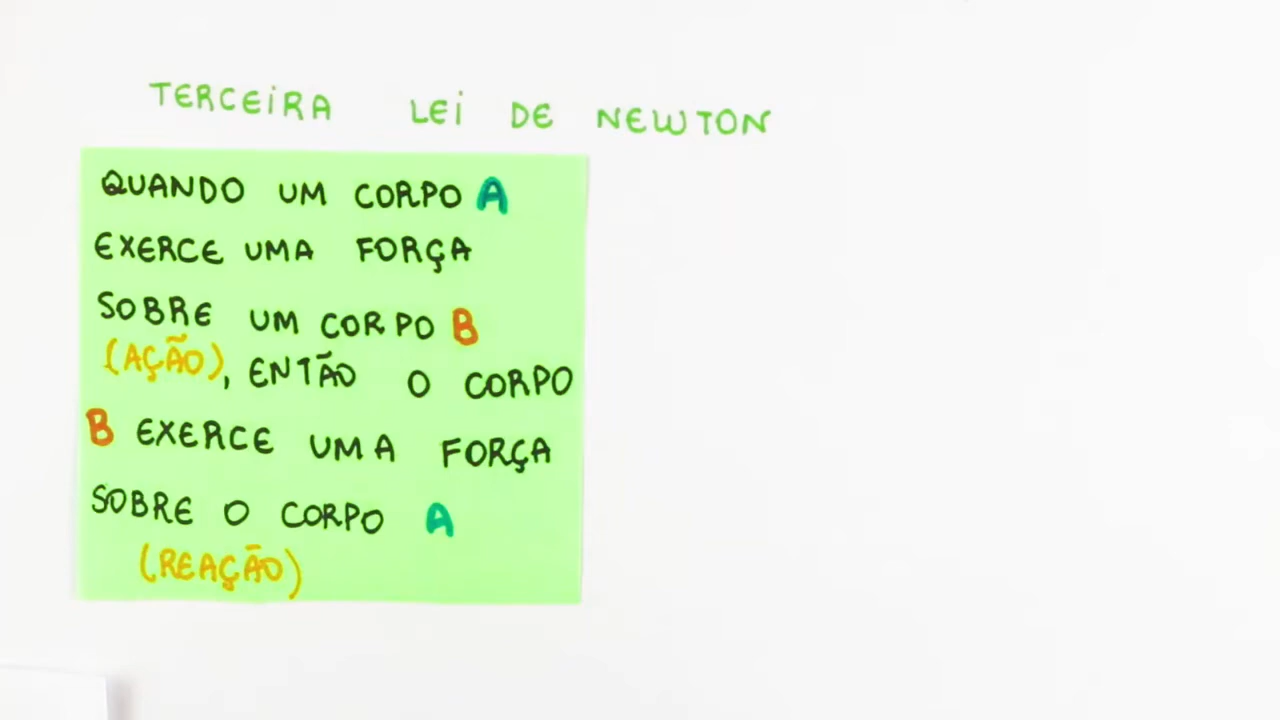 TERCEIRA LEI DE NEWTON
QUANDO UM CORPO A
EXERCE UMA FORÇA
SOBRE UM CORPO B
(AÇÃO), ENTÃO O CORPO
B EXERCE UMA FORÇA
SOBRE O CORPO A
(REAÇÃO)